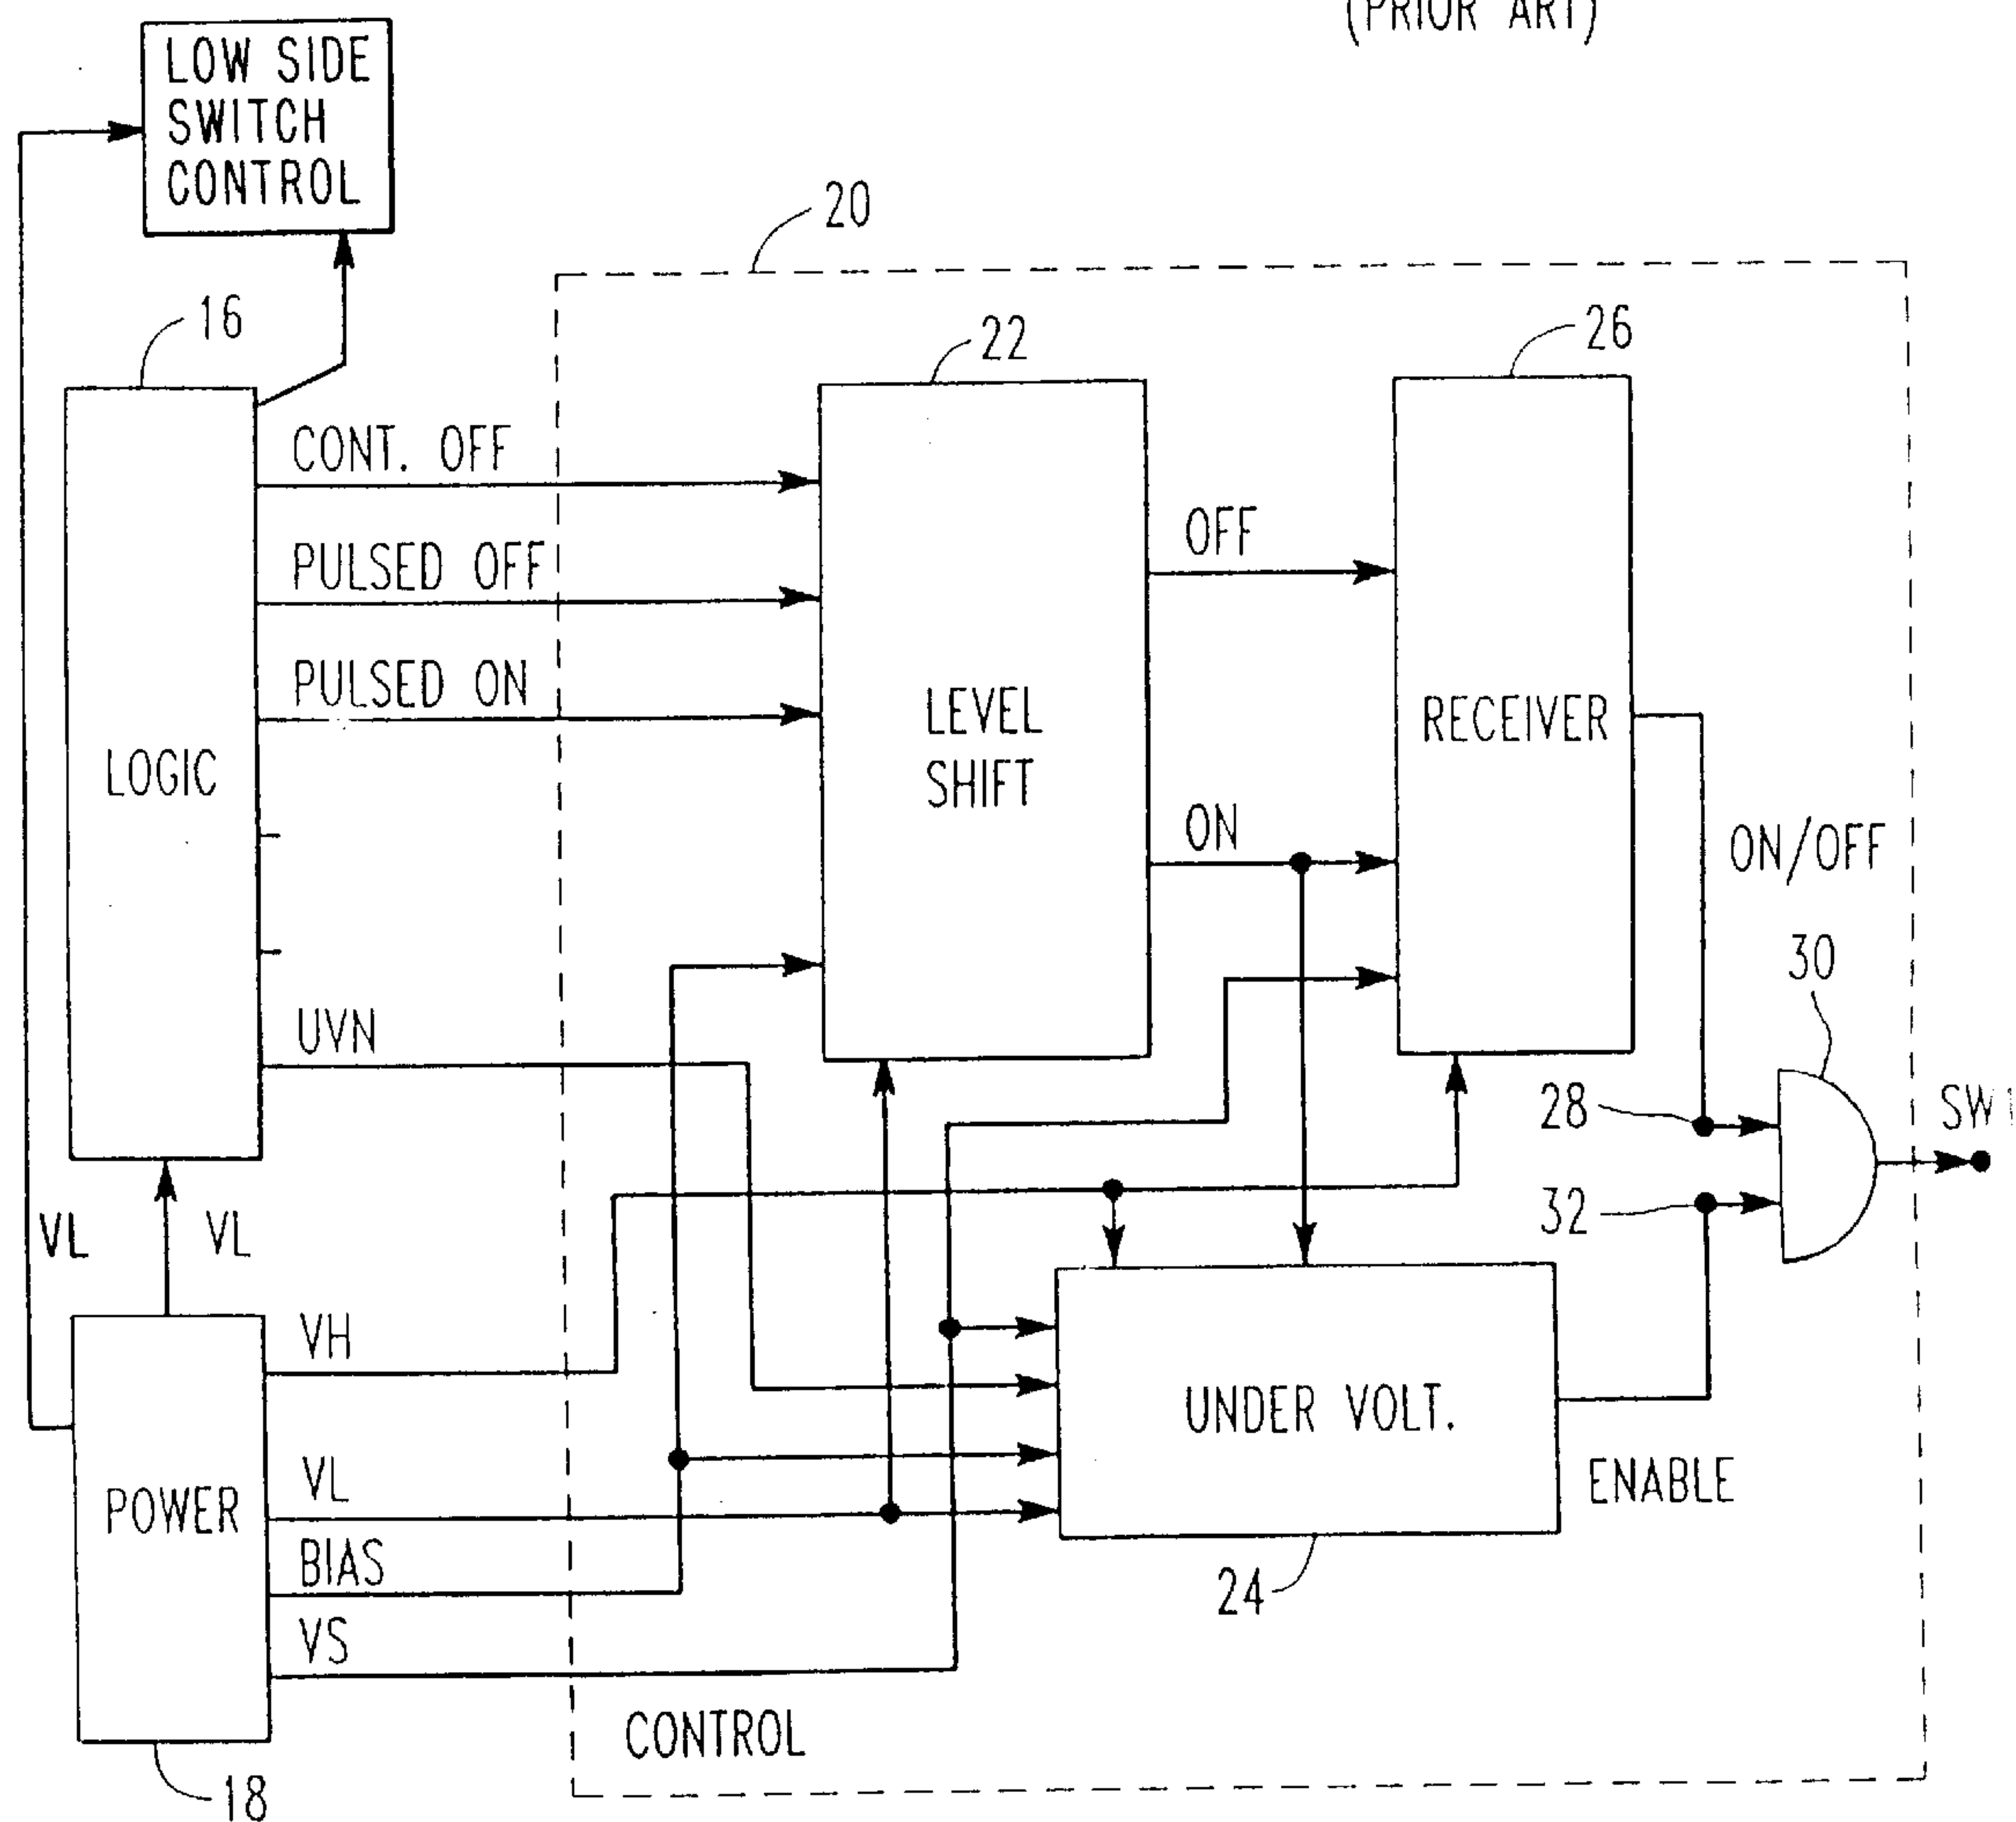 (PRIOR ART)
LOW SIDE
SWITCH
CONTROL
20
16
22
26
CONT. OFF
PULSED OFF
PULSED ON
OFF
LOGIC
LEVEL
SHIFT
RECEIVER
ON
ON/OFF
30
UVN
28
SW1
32
VL
VL
VH
UNDER VOLT.
VL
POWER
ENABLE
BIAS
24
VS
CONTROL
18